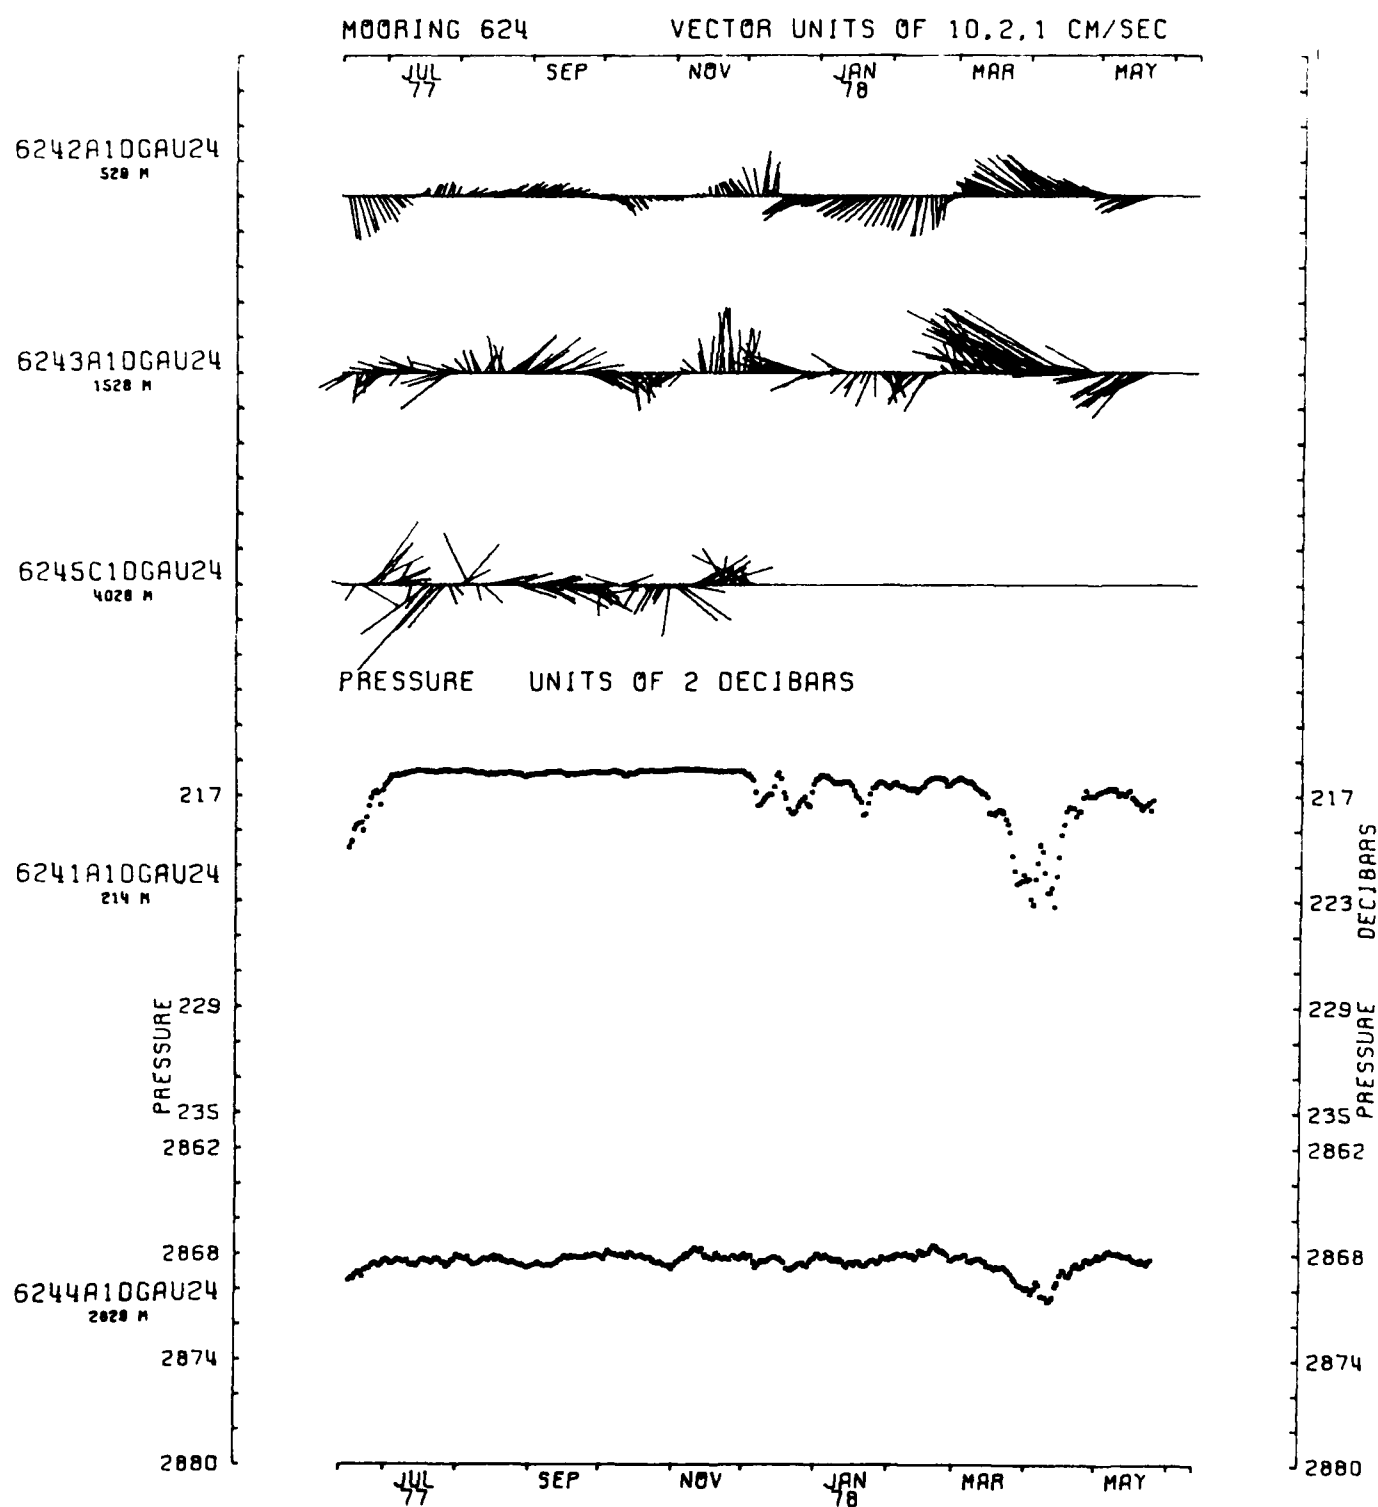 MOORING 624 VECTOR UNITS OF 10,2,1 CM/SEC
JUL SEP NOV JAN MAR MAY
77 78
6242A1DGAU24
528 M
6243A1DGAU24
1528 M
6245C1DGAU24
4028 M
PRESSURE UNITS OF 2 DECIBARS
217 217
6241A1DGAU24
214 M
223
DECIBARS
229 229
PRESSURE PRESSURE
235 235
2862 2862
2868 2868
6244A1DGAU24
2828 M
2874 2874
2880 2880
JUL SEP NOV JAN MAR MAY
77 78